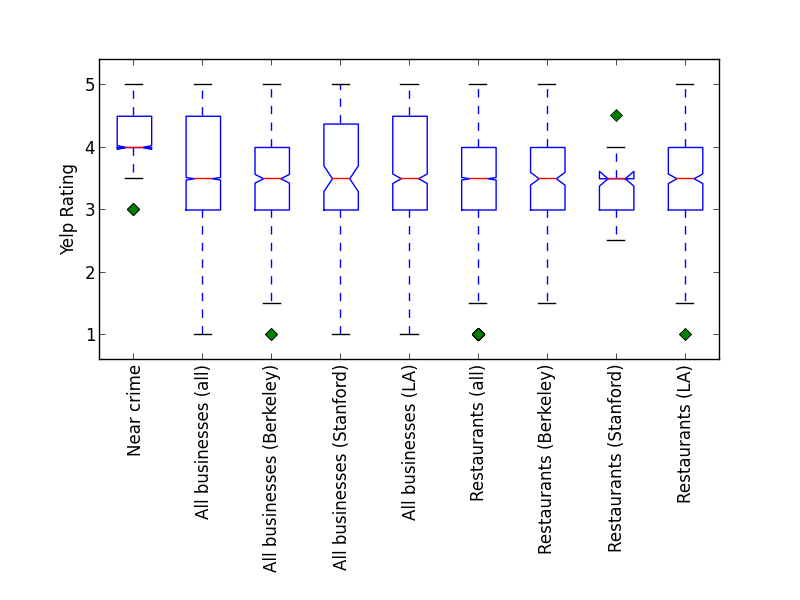 Yelp Rating
5
4
3
2
1
Near crime
All businesses (all)
All businesses (Berkeley)
All businesses (Stanford)
All businesses (LA)
Restaurants (all)
Restaurants (Berkeley)
Restaurants (Stanford)
Restaurants (LA)